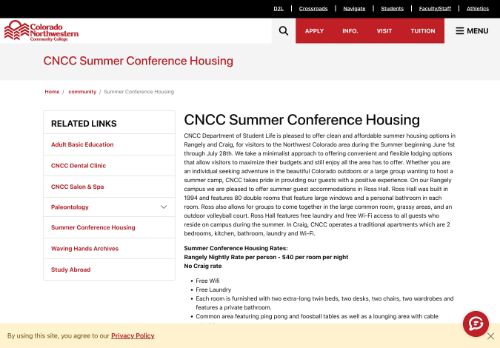 D2L
Crossroads
Navigate
Students
Faculty/Staff
Athletics
Colorado
Northwestern
Community College
APPLY
INFO.
VISIT
TUITION
MENU
CNCC Summer Conference Housing
Home / community / Summer Conference Housing
RELATED LINKS
Adult Basic Education
CNCC Dental Clinic
CNCC Salon & Spa
Paleontology
Summer Conference Housing
Waving Hands Archives
Study Abroad
CNCC Summer Conference Housing
CNCC Department of Student Life is pleased to offer clean and affordable summer housing options in
Rangely and Craig, for visitors to the Northwest Colorado area during the Summer beginning June 1st
through July 28th. We take a minimalist approach to offering convenient and flexible lodging options
that allow visitors to maximize their budgets and still enjoy all the area has to offer. Whether you are
an individual seeking adventure in the beautiful Colorado outdoors or a large group wanting to host a
summer camp, CNCC takes pride in providing our guests with a positive experience. On our Rangely
campus we are pleased to offer summer guest accommodations in Ross Hall. Ross Hall was built in
1994 and features 80 double rooms that feature large windows and a personal bathroom in each
room. Ross also allows for groups to come together in the large common room, grassy areas, and an
outdoor volleyball court. Ross Hall features free laundry and free Wi-Fi access to all guests who
reside on campus during the summer. In Craig, CNCC operates a traditional apartments which are 2
bedrooms, kitchen, bathroom, laundry and Wi-Fi.
Summer Conference Housing Rates:
Rangely Nightly Rate per person - $40 per room per night
No Craig rate
Free Wifi
Free Laundry
Each room is furnished with two extra-long twin beds, two desks, two chairs, two wardrobes and
features a private bathroom.
Common area featuring ping pong and foosball tables as well as a lounging area with cable
By using this site, you agree to our Privacy Policy